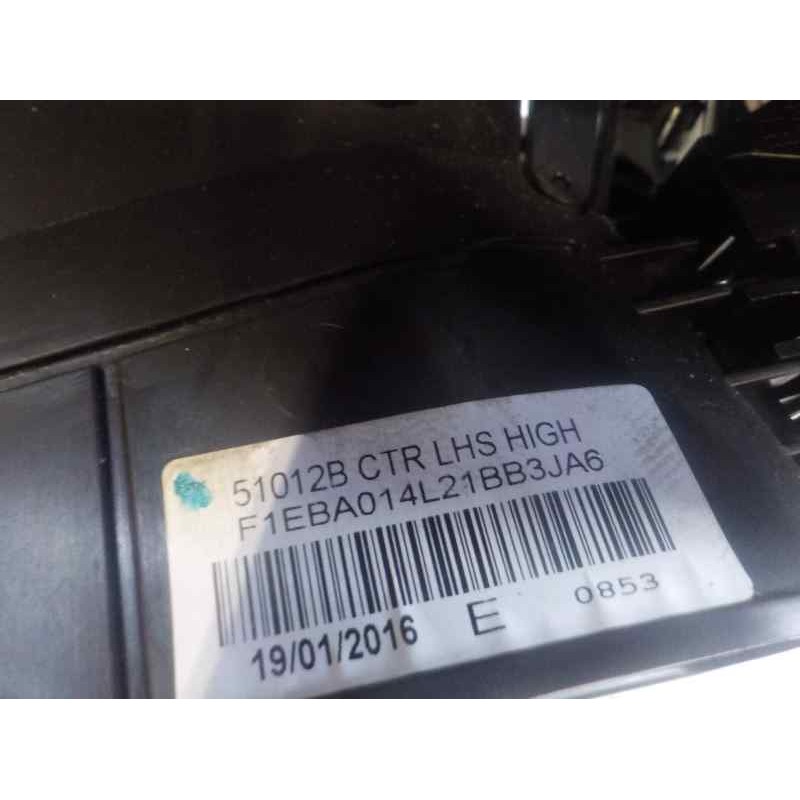 51012B CTR LHS HIGH
F1EBA014L21BB3JA6
19/01/2016 E 0853